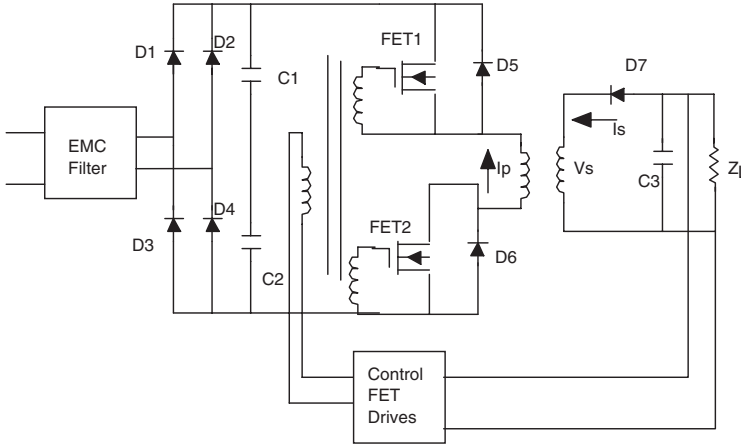 D1
D2
FET1
D5
D7
C1
Is
EMC
Filter
Ip
Vs
C3
D4
FET2
D3
D6
C2
Control
FET
Drives